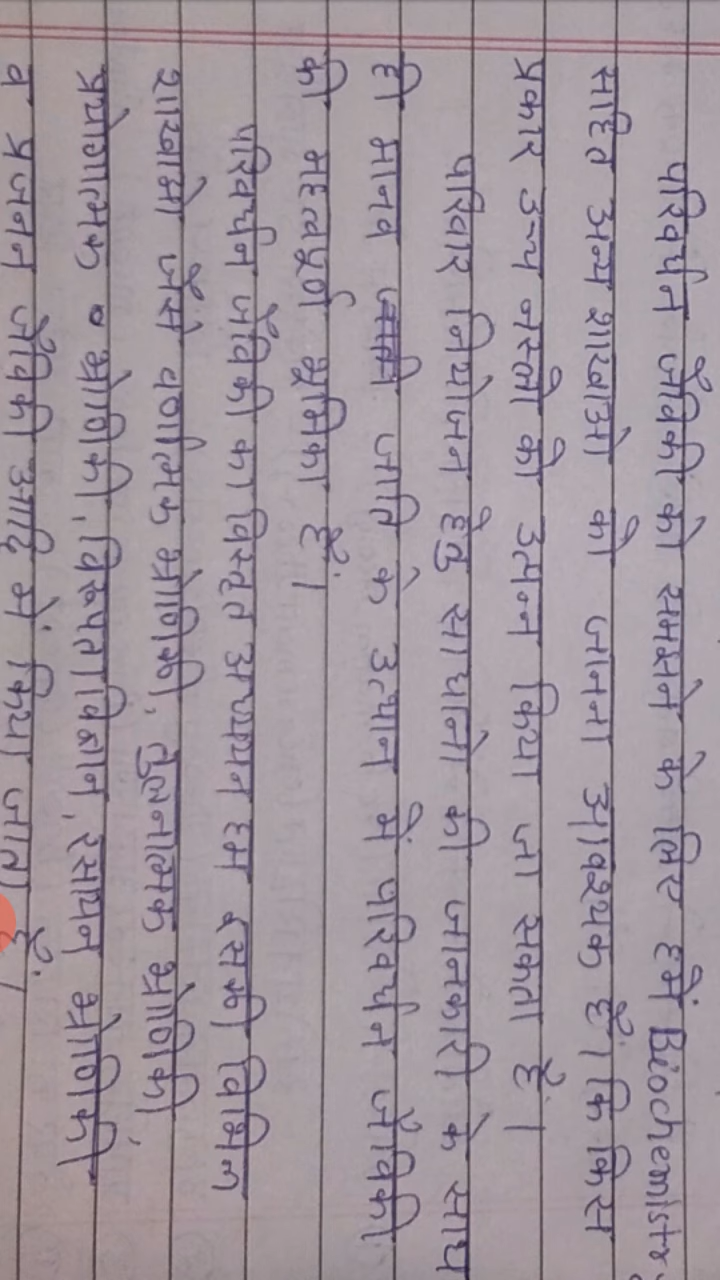 परिवर्धन जैविकी को समझने के लिए हमें Biochemistr
सहित अन्य शाखाओ को जानना आवश्यक है। कि किस
प्रकार उच्च नस्लो को उत्पन्न किया जा सकता है।
परिवार नियोजन हेतु साधनो की जानकारी के साथ
ही मानव जाति के उत्थान में परिवर्धन जैविकी
की महत्वपूर्ण भूमिका है।
परिवर्धन जैविकी का विस्तृत अध्ययन हम इसकी विभिन्न
शाखाओ जैसे वर्णात्मक भ्रोणिकी, तुलनात्मक भ्रोणिकी,
प्रयोगात्मक भ्रोणिकी, विरूपता विज्ञान, रसायन भ्रोणिकी
व प्रजनन जैविकी आदि में किया जाता है।